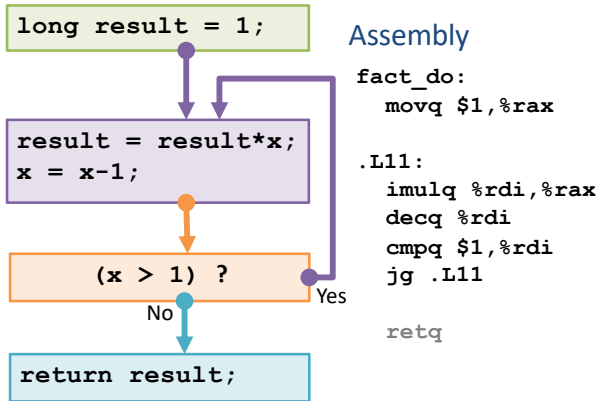 long result = 1;
result = result*x;
x = x-1;
(x > 1) ?
Yes
No
return result;
Assembly
fact_do:
movq $1,%rax
.L11:
imulq %rdi,%rax
decq %rdi
cmpq $1,%rdi
jg .L11
retq